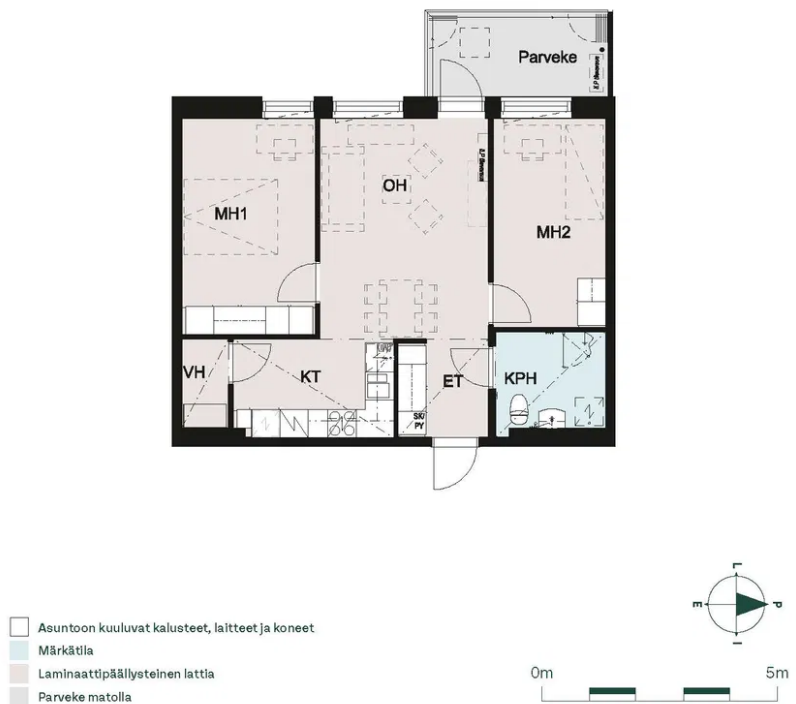 Parveke
OH
MH1
MH2
VH
KT
ET
KPH
SK/
PY
L
E
P
I
Asuntoon kuuluvat kalusteet, laitteet ja koneet
Märkätila
Laminaattipäällysteinen lattia
Parveke matolla
0m
5m